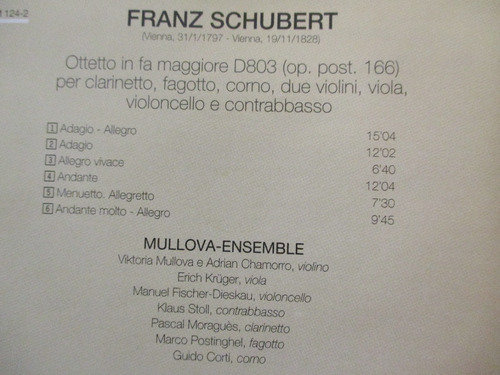 1124-2
FRANZ SCHUBERT
(Vienna, 31/1/1797 - Vienna, 19/11/1828)
Ottetto in fa maggiore D803 (op. post. 166)
per clarinetto, fagotto, corno, due violini, viola,
violoncello e contrabbasso
1 Adagio - Allegro 15'04
2 Adagio 12'02
3 Allegro vivace 6'40
4 Andante 12'04
5 Menuetto. Allegretto 7'30
6 Andante molto - Allegro 9'45
MULLOVA-ENSEMBLE
Viktoria Mullova e Adrian Chamorro, violino
Erich Krüger, viola
Manuel Fischer-Dieskau, violoncello
Klaus Stoll, contrabbasso
Pascal Moraguès, clarinetto
Marco Postinghel, fagotto
Guido Corti, corno